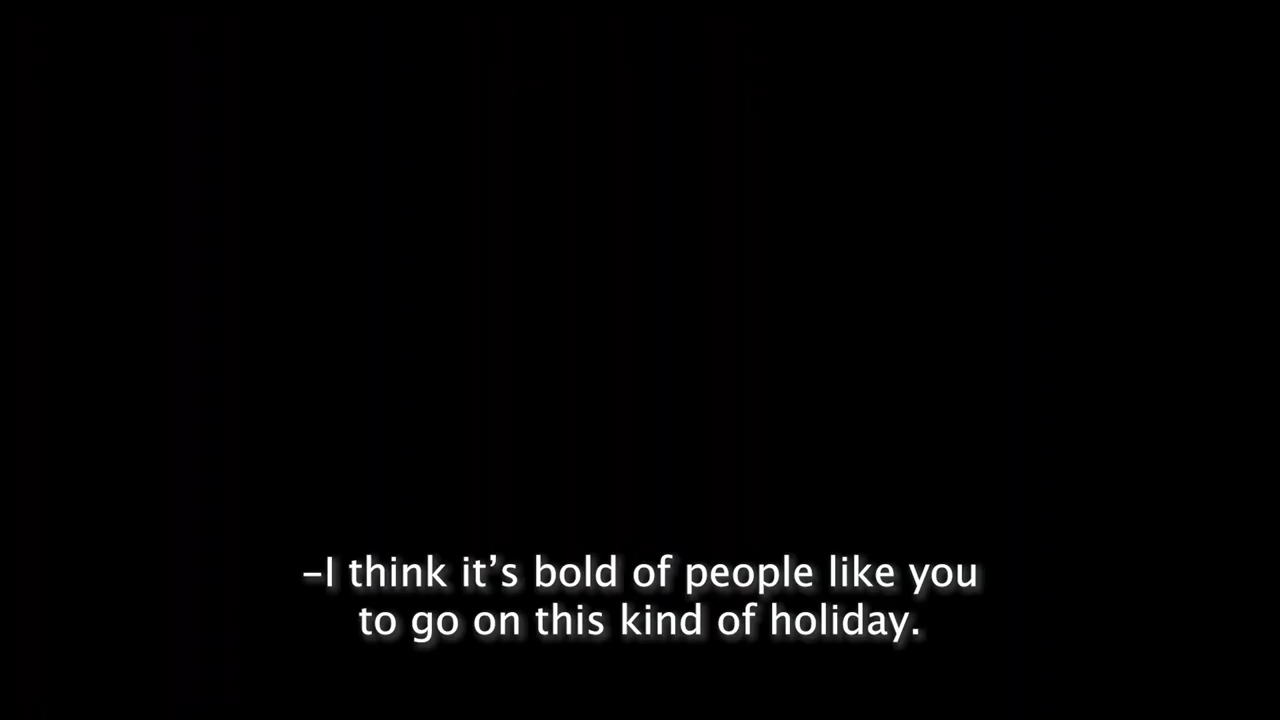 –I think it’s bold of people like you
to go on this kind of holiday.